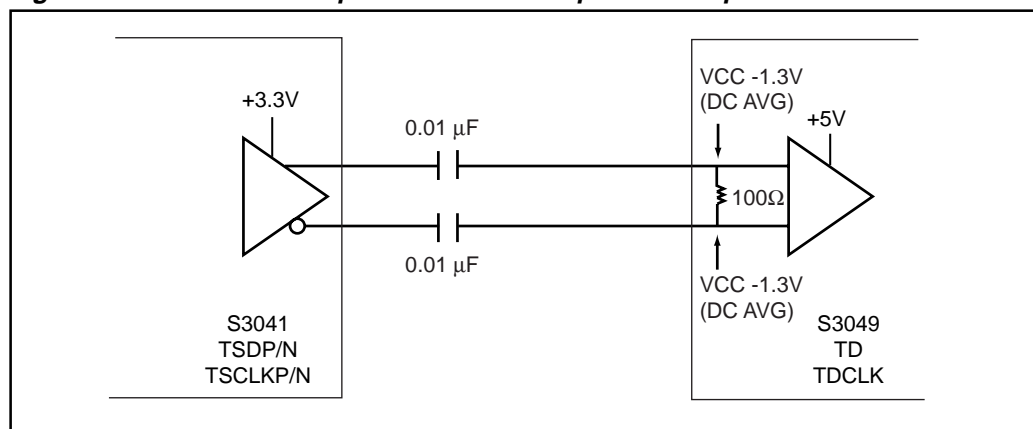 +3.3V
0.01 μF
0.01 μF
VCC -1.3V
(DC AVG)
+5V
100Ω
VCC -1.3V
(DC AVG)
S3041
TSDP/N
TSCLKP/N
S3049
TD
TDCLK